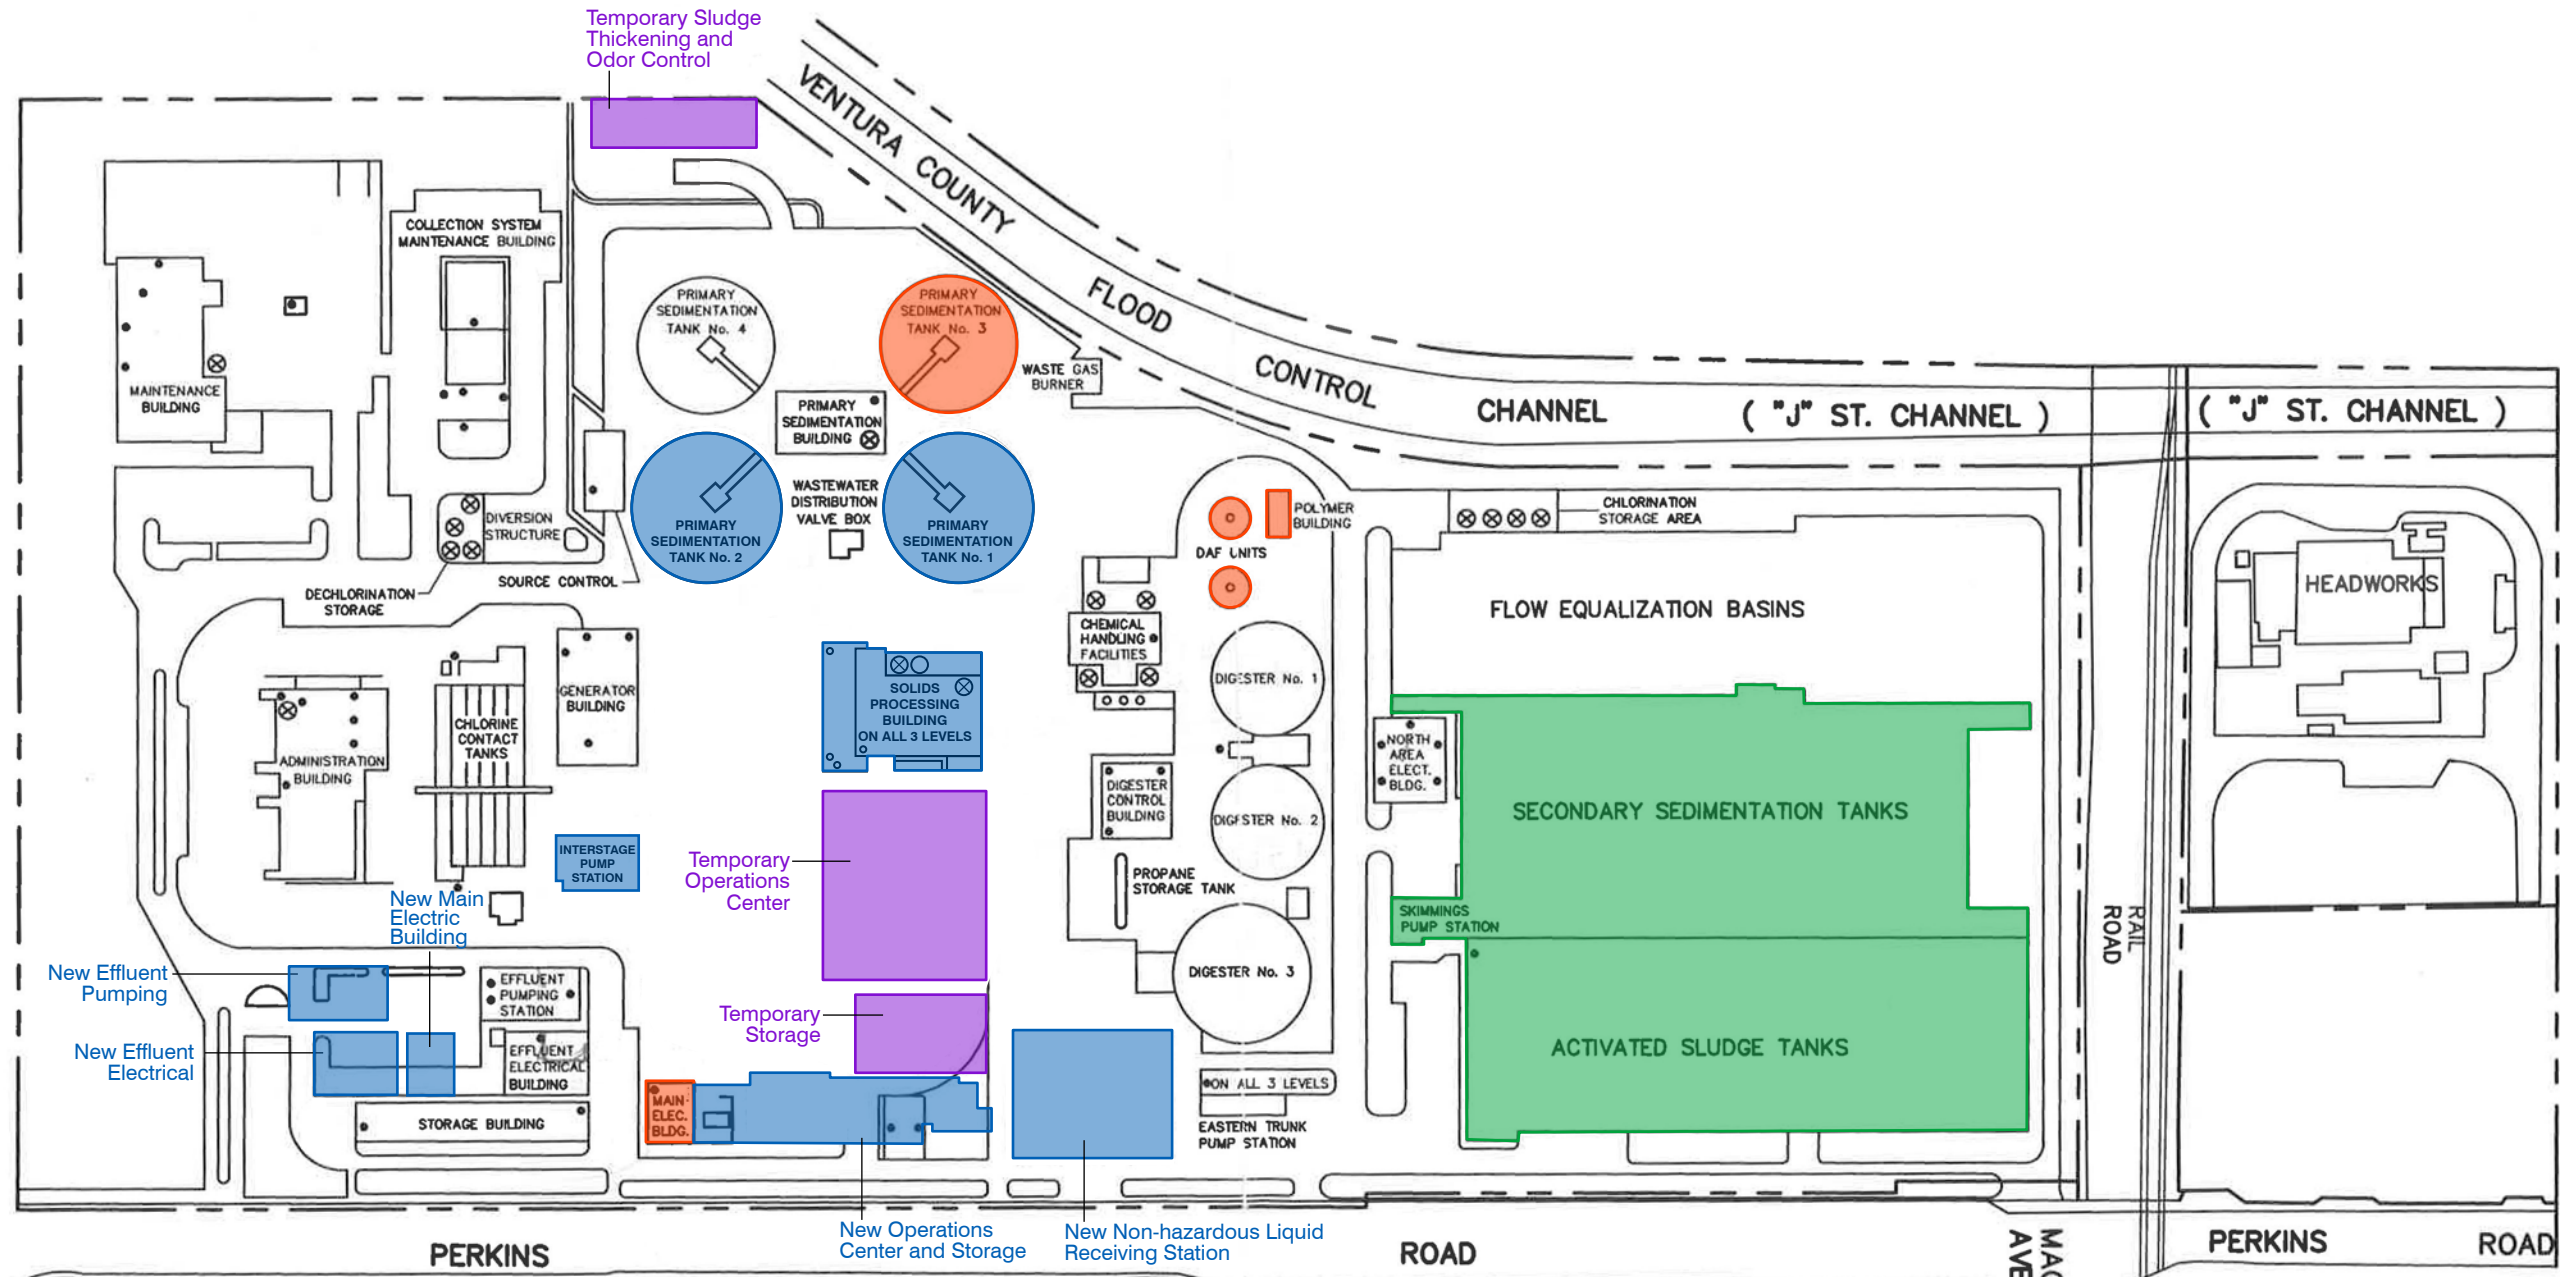 Temporary Sludge
Thickening and
Odor Control
VENTURA COUNTY FLOOD CONTROL CHANNEL ( "J" ST. CHANNEL )
( "J" ST. CHANNEL )
COLLECTION SYSTEM
MAINTENANCE BUILDING
PRIMARY
SEDIMENTATION
TANK No. 4
PRIMARY
SEDIMENTATION
TANK No. 3
WASTE GAS
BURNER
MAINTENANCE
BUILDING
PRIMARY
SEDIMENTATION
BUILDING
WASTEWATER
DISTRIBUTION
VALVE BOX
PRIMARY
SEDIMENTATION
TANK No. 2
PRIMARY
SEDIMENTATION
TANK No. 1
DIVERSION
STRUCTURE
SOURCE CONTROL
DECHLORINATION
STORAGE
POLYMER
BUILDING
DAF UNITS
CHLORINATION
STORAGE AREA
HEADWORKS
FLOW EQUALIZATION BASINS
CHEMICAL
HANDLING
FACILITIES
DIGESTER No. 1
GENERATOR
BUILDING
SOLIDS
PROCESSING
BUILDING
ON ALL 3 LEVELS
CHLORINE
CONTACT
TANKS
ADMINISTRATION
BUILDING
NORTH
AREA
ELECT.
BLDG.
DIGESTER
CONTROL
BUILDING
DIGESTER No. 2
SECONDARY SEDIMENTATION TANKS
INTERSTAGE
PUMP
STATION
Temporary
Operations
Center
PROPANE
STORAGE TANK
New Main
Electric
Building
SKIMMINGS
PUMP STATION
RAIL
ROAD
New Effluent
Pumping
EFFLUENT
PUMPING
STATION
DIGESTER No. 3
Temporary
Storage
New Effluent
Electrical
EFFLUENT
ELECTRICAL
BUILDING
ACTIVATED SLUDGE TANKS
ON ALL 3 LEVELS
MAIN
ELEC.
BLDG.
STORAGE BUILDING
EASTERN TRUNK
PUMP STATION
New Operations
Center and Storage
New Non-hazardous Liquid
Receiving Station
PERKINS ROAD
PERKINS ROAD